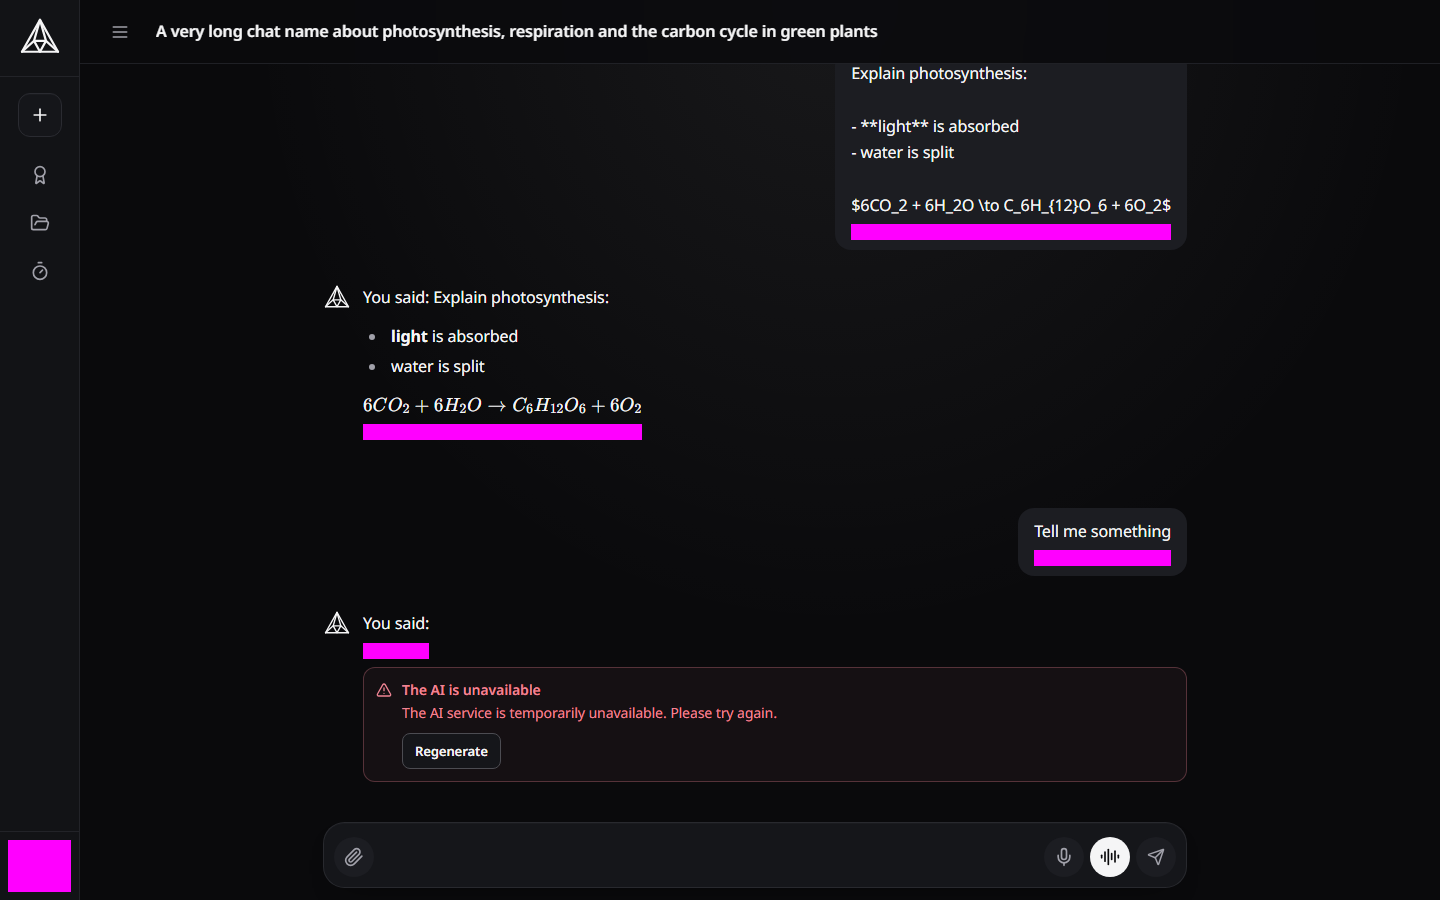 A very long chat name about photosynthesis, respiration and the carbon cycle in green plants
Explain photosynthesis:
- **light** is absorbed
- water is split
$6CO_2 + 6H_2O \to C_6H_{12}O_6 + 6O_2$
You said: Explain photosynthesis:
• light is absorbed
• water is split
6CO₂ + 6H₂O → C₆H₁₂O₆ + 6O₂
Tell me something
You said:
The AI is unavailable
The AI service is temporarily unavailable. Please try again.
Regenerate